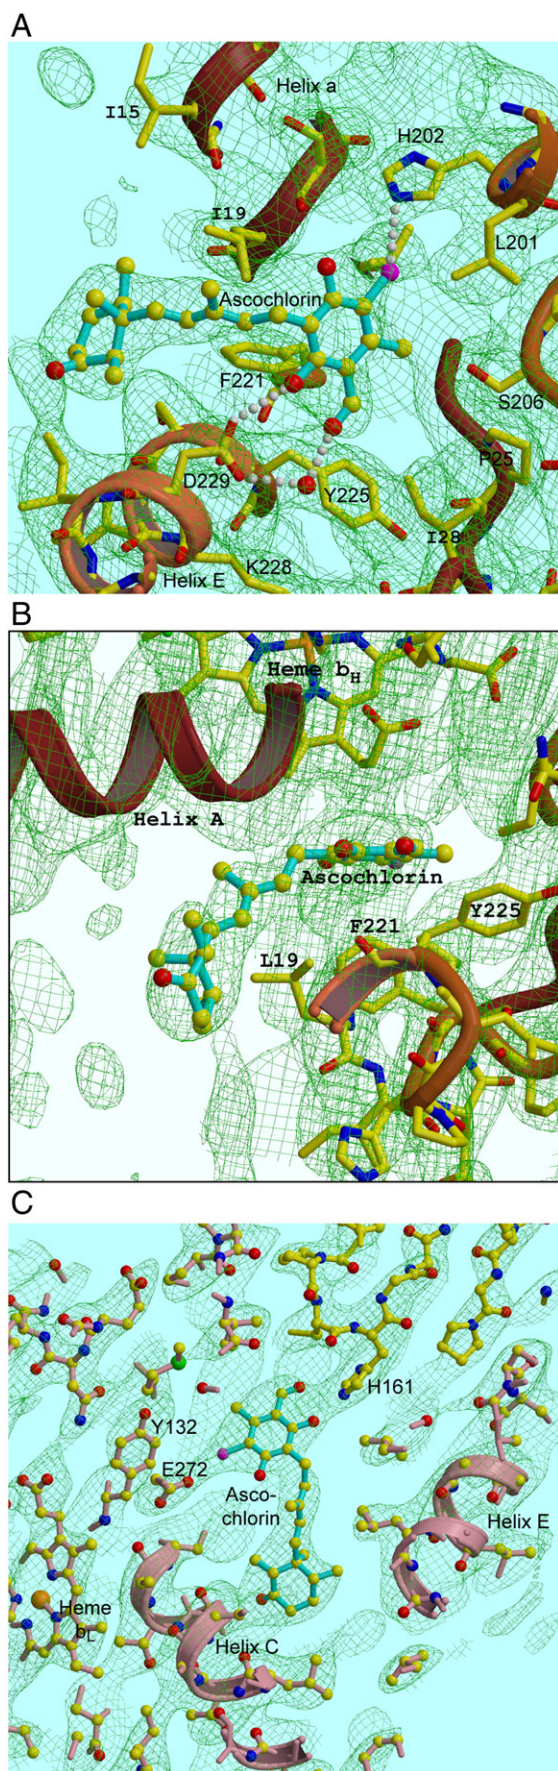 A
Helix a
I15
H202
I19
L201
Ascochlorin
F221
S206
P25
D229
Y225
I28
K228
Helix E
B
Heme bH
Helix A
Ascochlorin
Y225
F221
L19
C
H161
Y132
E272
Asco-
chlorin
Helix E
Heme
bL
Helix C